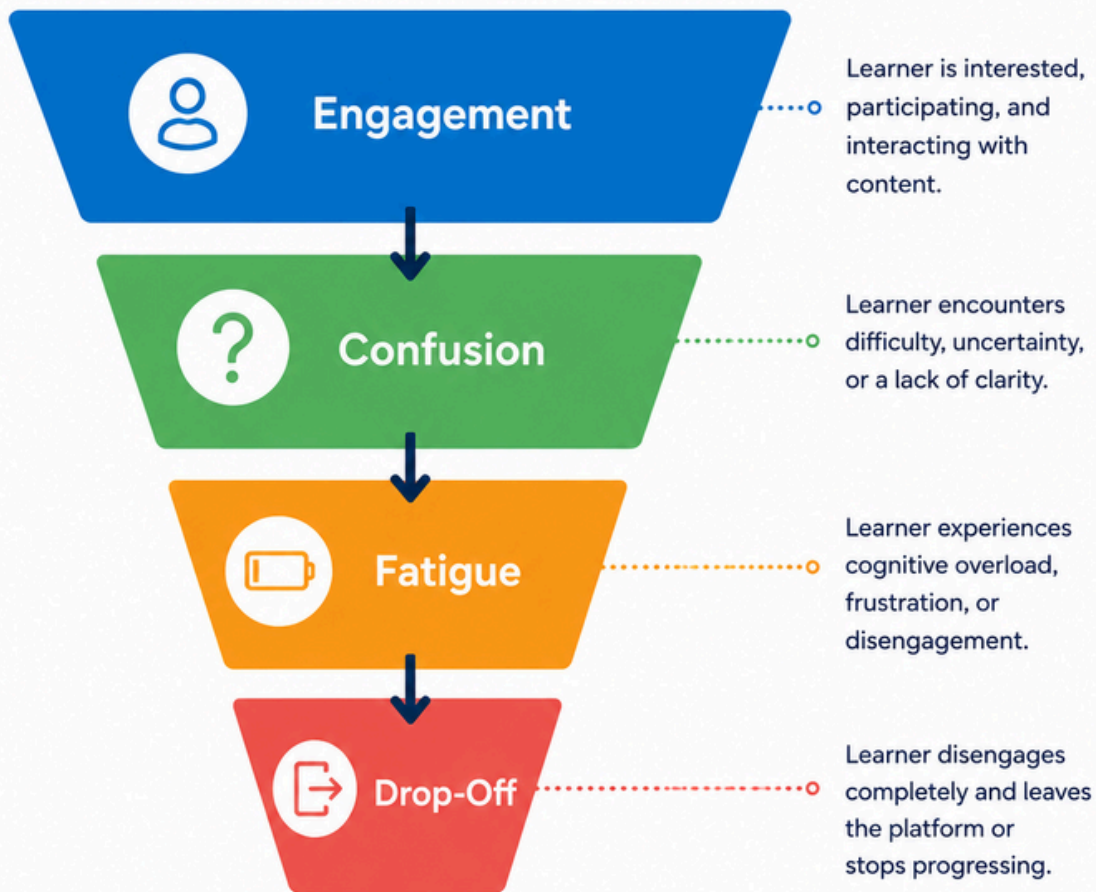 Engagement
Learner is interested,
participating, and
interacting with
content.
Confusion
Learner encounters
difficulty, uncertainty,
or a lack of clarity.
Fatigue
Learner experiences
cognitive overload,
frustration, or
disengagement.
Drop-Off
Learner disengages
completely and leaves
the platform or
stops progressing.